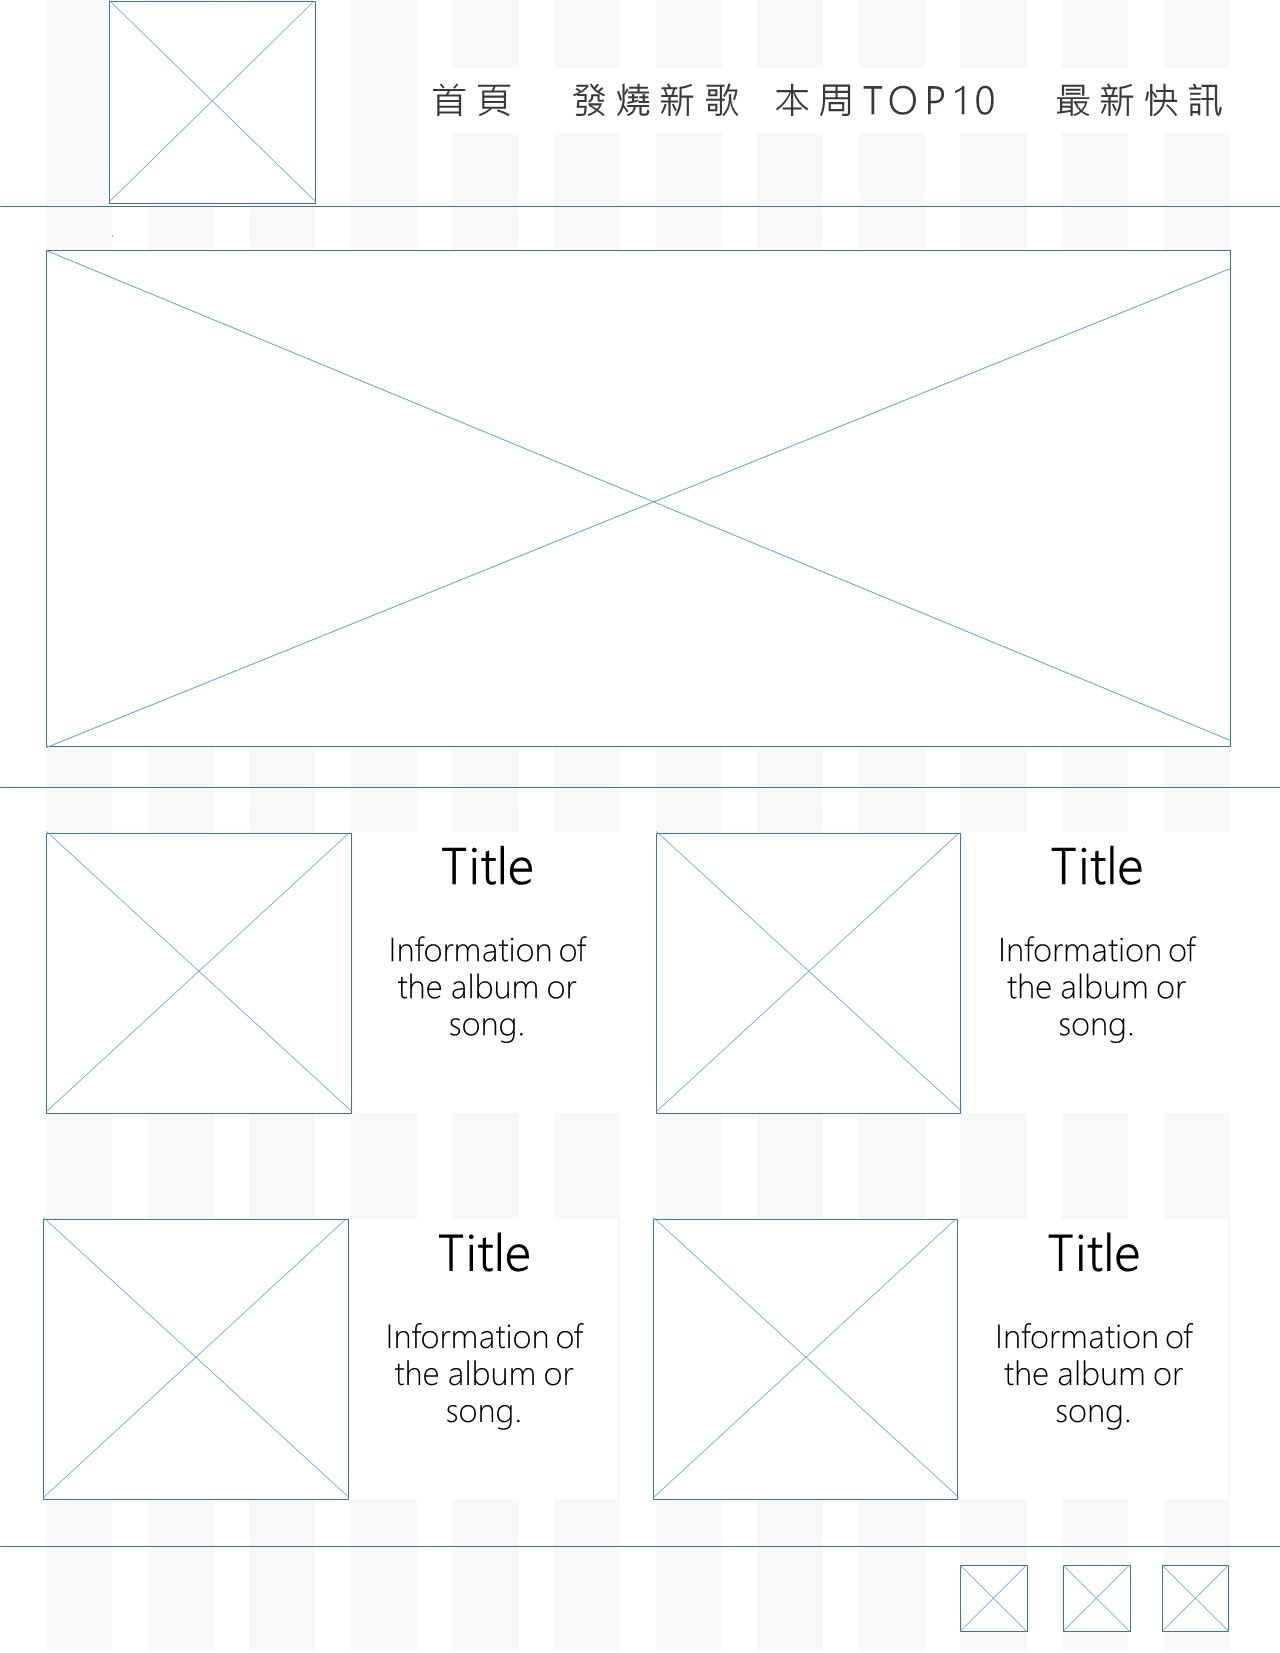 首頁 發燒新歌 本周TOP10 最新快訊
Title
Information of
the album or
song.
Title
Information of
the album or
song.
Title
Information of
the album or
song.
Title
Information of
the album or
song.